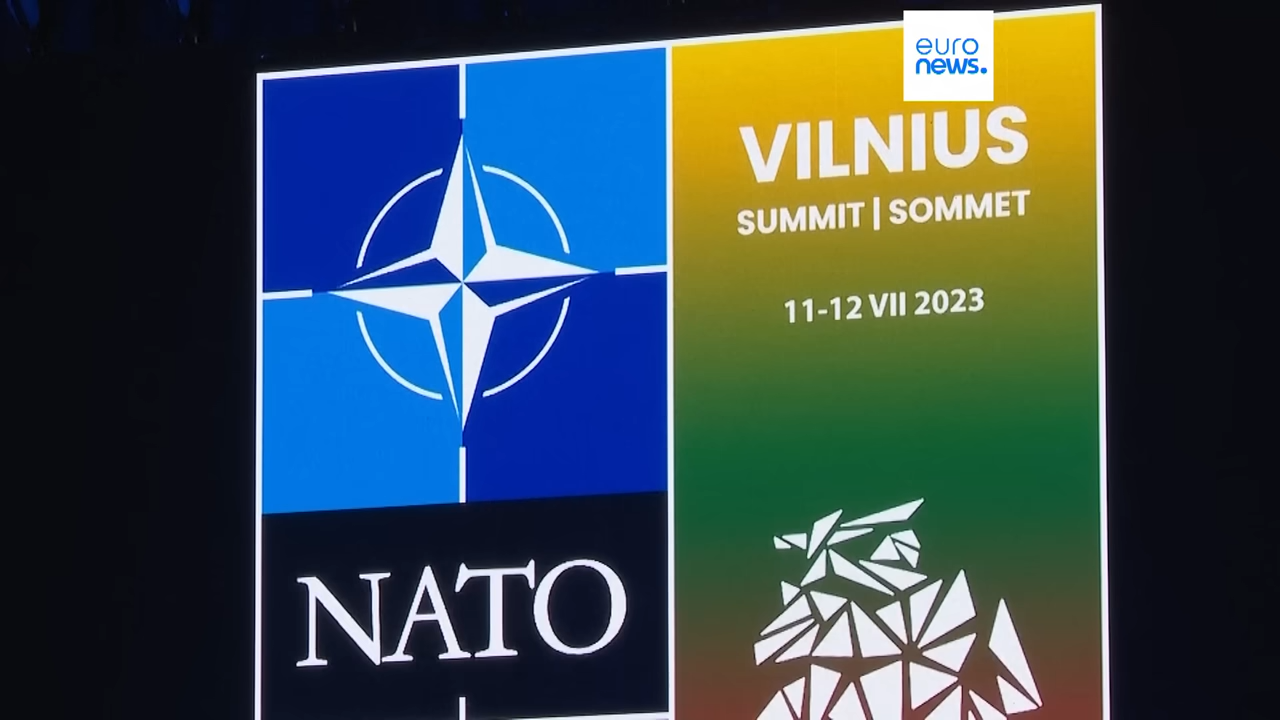 euro
news.
VILNIUS
SUMMIT | SOMMET
11-12 VII 2023
NATO